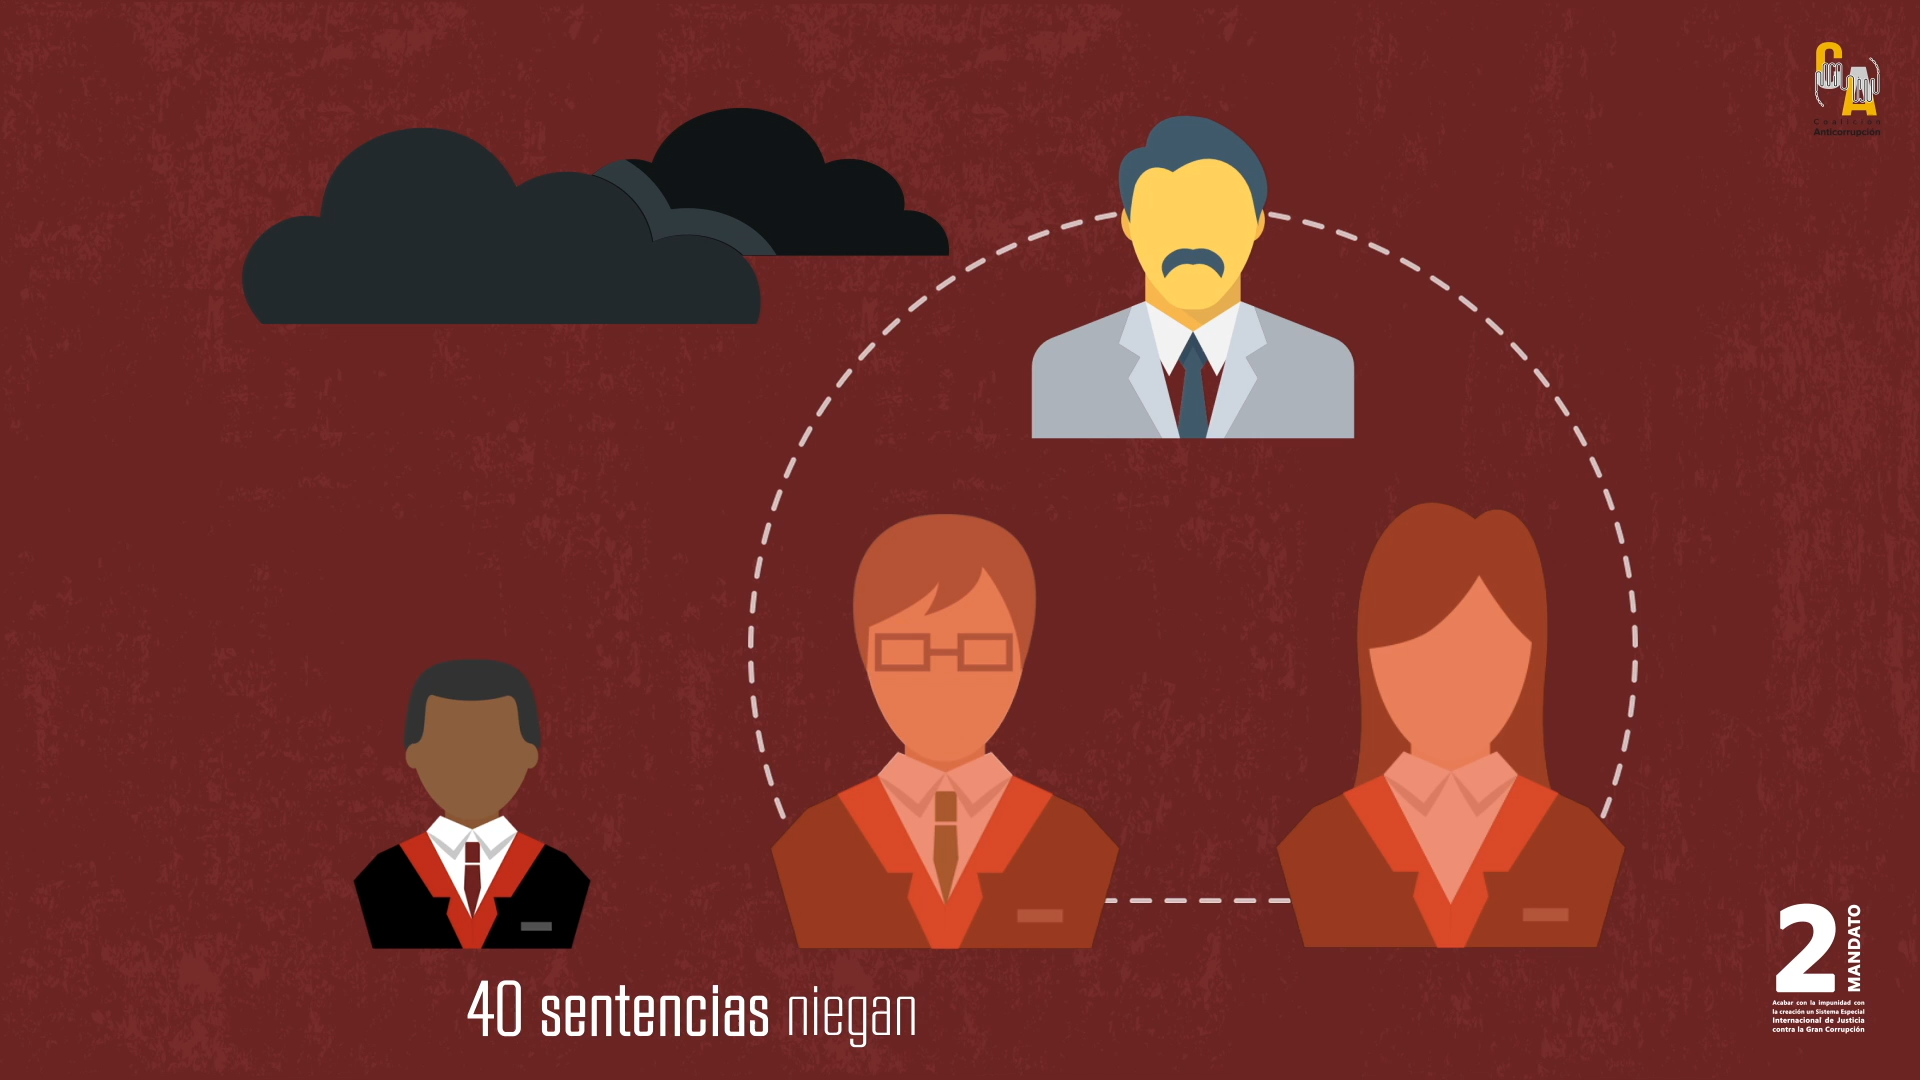 CA
Coalición
Anticorrupción
40 sentencias niegan
2
MANDATO
Acabar con la impunidad con
la creación un Sistema Especial
Internacional de Justicia
contra la Gran Corrupción